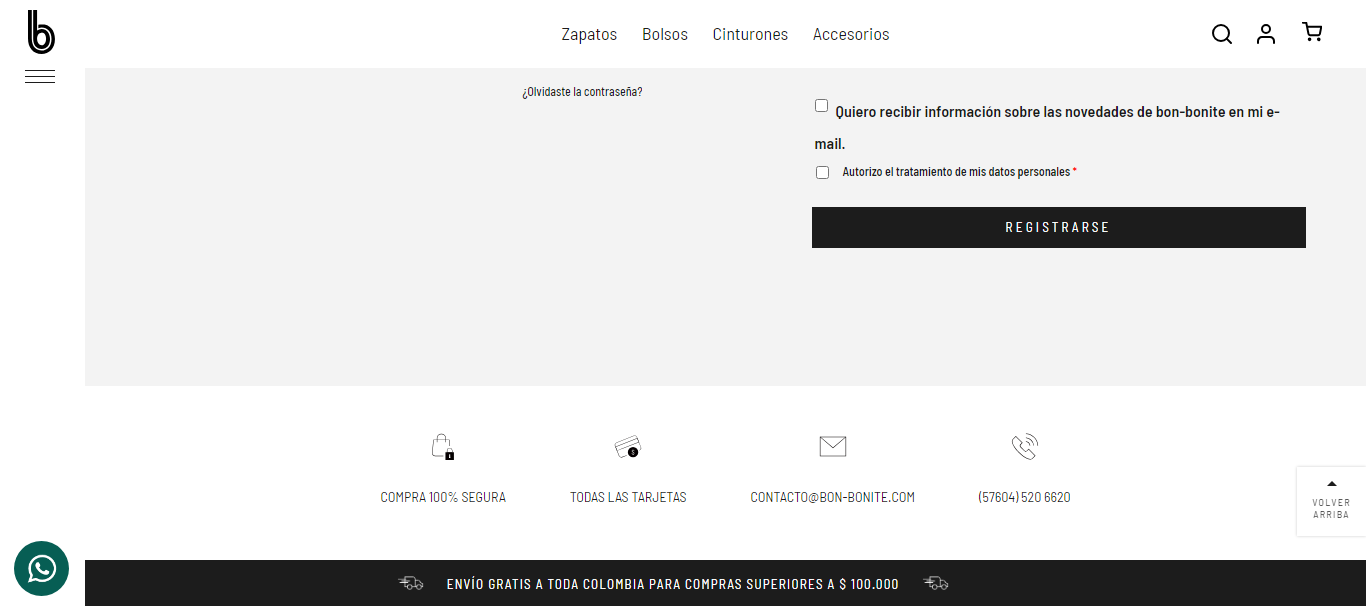 b
Zapatos Bolsos Cinturones Accesorios
¿Olvidaste la contraseña?
Quiero recibir información sobre las novedades de bon-bonite en mi e-
mail.
Autorizo el tratamiento de mis datos personales *
REGISTRARSE
COMPRA 100% SEGURA
TODAS LAS TARJETAS
CONTACTO@BON-BONITE.COM
(57604) 520 6620
VOLVER
ARRIBA
ENVÍO GRATIS A TODA COLOMBIA PARA COMPRAS SUPERIORES A $ 100.000